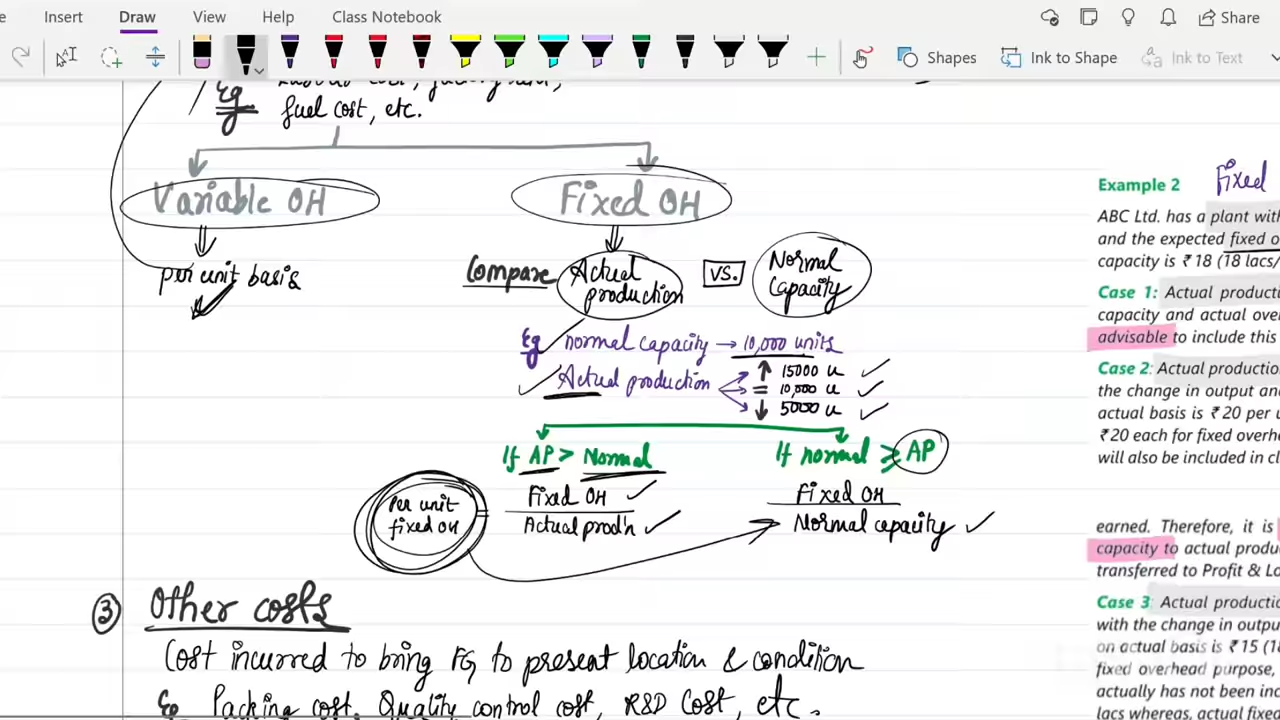 Insert Draw View Help Class Notebook
Share
Shapes Ink to Shape Ink to Text
Eg
fuel cost, etc.
Variable OH Fixed OH
per unit basis
Compare Actual production VS. Normal Capacity
Eg normal capacity → 10,000 units
Actual production ↑ 15000 u
= 10,000 u
↓ 5000 u
If AP > Normal If normal ⩾ AP
Per unit fixed OH = Fixed OH Fixed OH
Actual prod'n Normal capacity
③ Other costs
Cost incurred to bring FG to present location & condition
Eg Packing cost, Quality control cost, R&D Cost, etc.
Example 2 Fixed
ABC Ltd. has a plant with
and the expected fixed o
capacity is ₹ 18 (18 lacs/
Case 1: Actual producti
capacity and actual over
advisable to include this
Case 2: Actual production
the change in output an
actual basis is ₹ 20 per u
₹ 20 each for fixed overh
will also be included in cl
earned. Therefore, it is
capacity to actual produ
transferred to Profit & Lo
Case 3: Actual productio
with the change in outpu
on actual basis is ₹ 15 (18
fixed overhead purpose,
actually has not been inc
lacs whereas, actual fixed